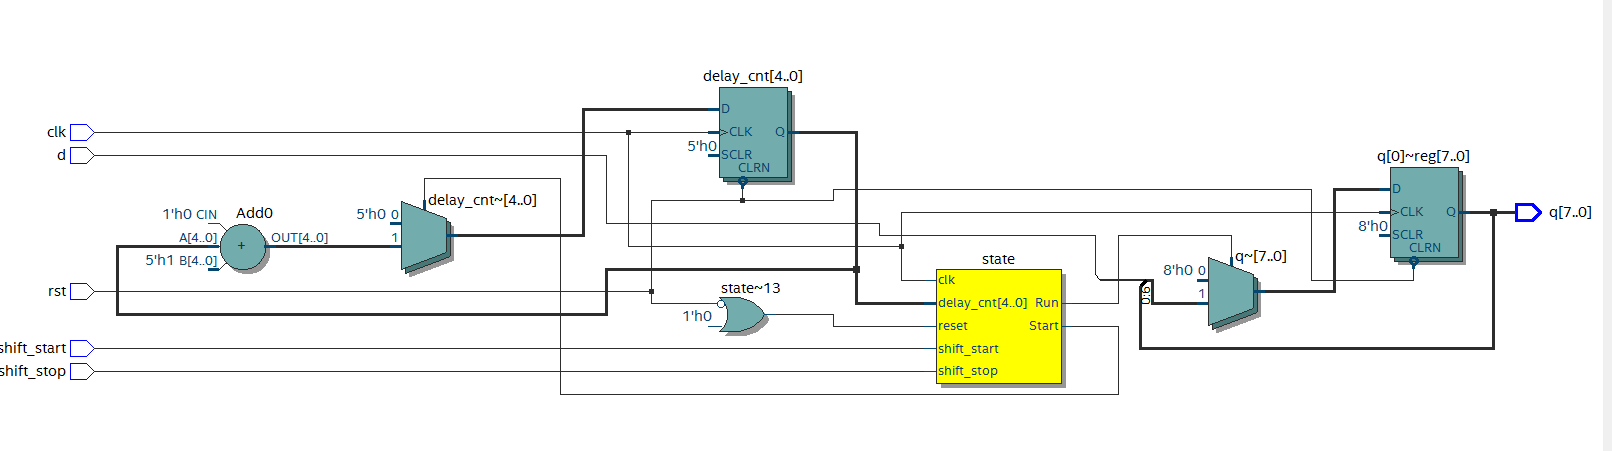 delay_cnt[4..0]
D
clk
CLK
Q
5'h0
SCLR
d
CLRN
q[0]~reg[7..0]
D
delay_cnt~[4..0]
1'h0 CIN
Add0
5'h0 0
CLK
Q
q[7..0]
8'h0
SCLR
A[4..0]
+
OUT[4..0]
1
CLRN
5'h1 B[4..0]
state
q~[7..0]
8'h0 0
clk
rst
state~13
6:0
1
delay_cnt[4..0]
Run
1'h0
reset
Start
shift_start
shift_start
shift_stop
shift_stop